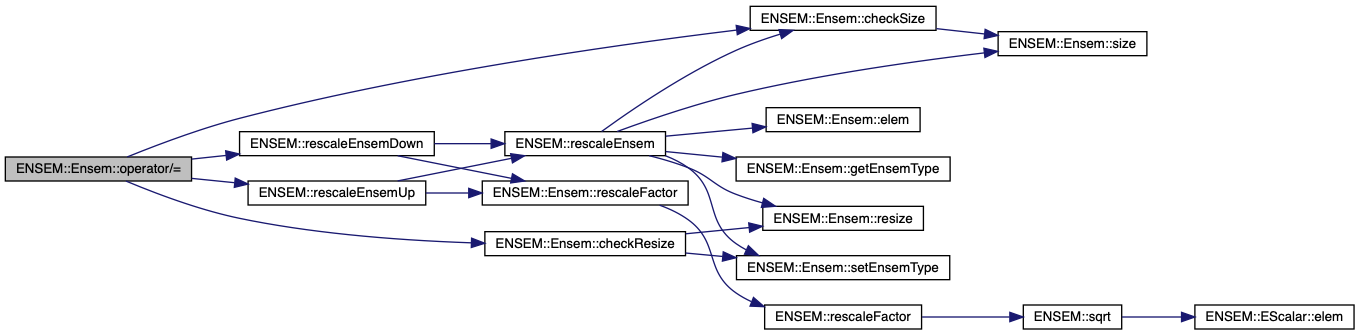 ENSEM::Ensem::operator/=
ENSEM::rescaleEnsemDown
ENSEM::rescaleEnsemUp
ENSEM::Ensem::checkResize
ENSEM::rescaleEnsem
ENSEM::Ensem::rescaleFactor
ENSEM::Ensem::checkSize
ENSEM::Ensem::elem
ENSEM::Ensem::getEnsemType
ENSEM::Ensem::resize
ENSEM::Ensem::setEnsemType
ENSEM::rescaleFactor
ENSEM::Ensem::size
ENSEM::sqrt
ENSEM::EScalar::elem